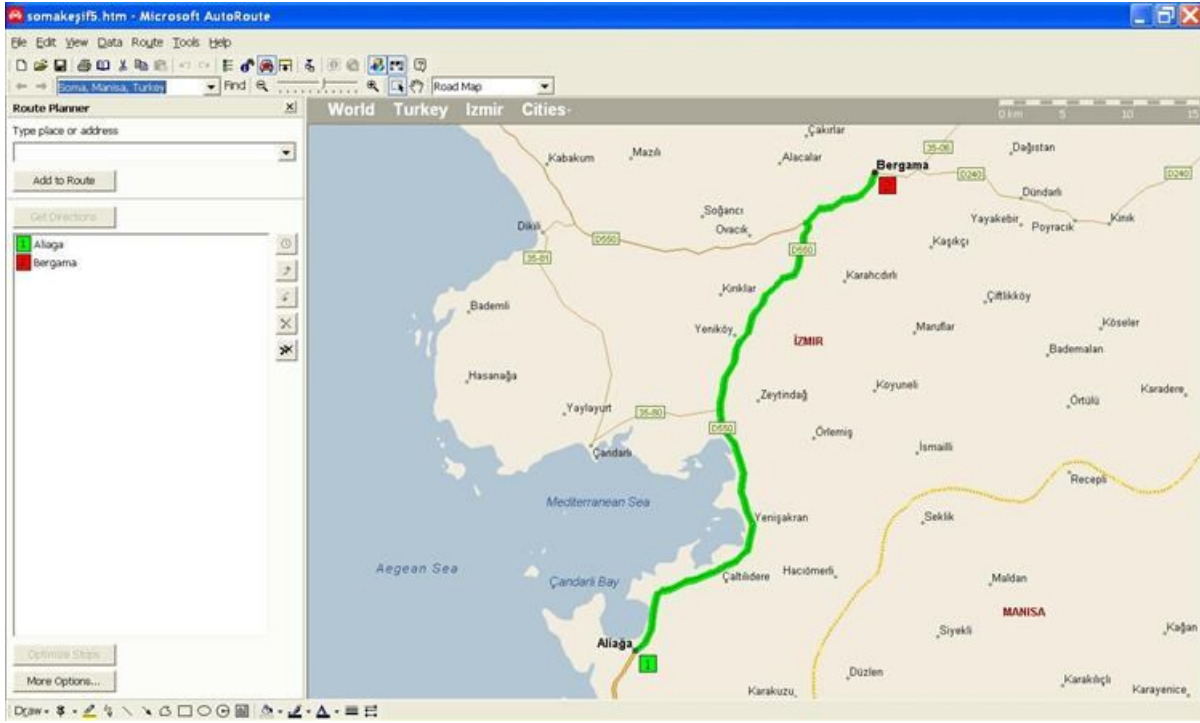 somakeşif5.htm - Microsoft AutoRoute
File Edit View Data Route Tools Help
Soma, Manisa, Turkey Find Road Map
Route Planner
World Turkey Izmir Cities
0 km 5 10 15
Type place or address
Add to Route
Get Directions
1 Aliaga
Bergama
Çakırlar
Kabakum
Mazılı
Alacalar
35-06
Dağıstan
Bergama
D240
D240
Dündarlı
Soğancı
Yayakebir
Poyracık
Kınık
Dikili
Ovacık
D550
D550
Kaşıkçı
35-81
Karahcdırlı
Kırıklar
Çiftlikköy
Bademli
Yeniköy
İZMIR
Maruflar
Köseler
Bademalan
Hasanağa
Koyuneli
Karadere
Zeytindağ
Örtülü
Yaylayurt
35-80
D550
Örlemiş
Çandarlı
İsmailli
Recepli
Mediterranean Sea
Yenişakran
Seklik
Aegean Sea
Çandarlı Bay
Çaltılıdere
Hacıömerli
Maldan
MANISA
Siyekli
Kağan
Aliağa
1
Düzlen
Karakuzu
Karakılıçlı
Karayenice
Optimize Stops
More Options...
Draw